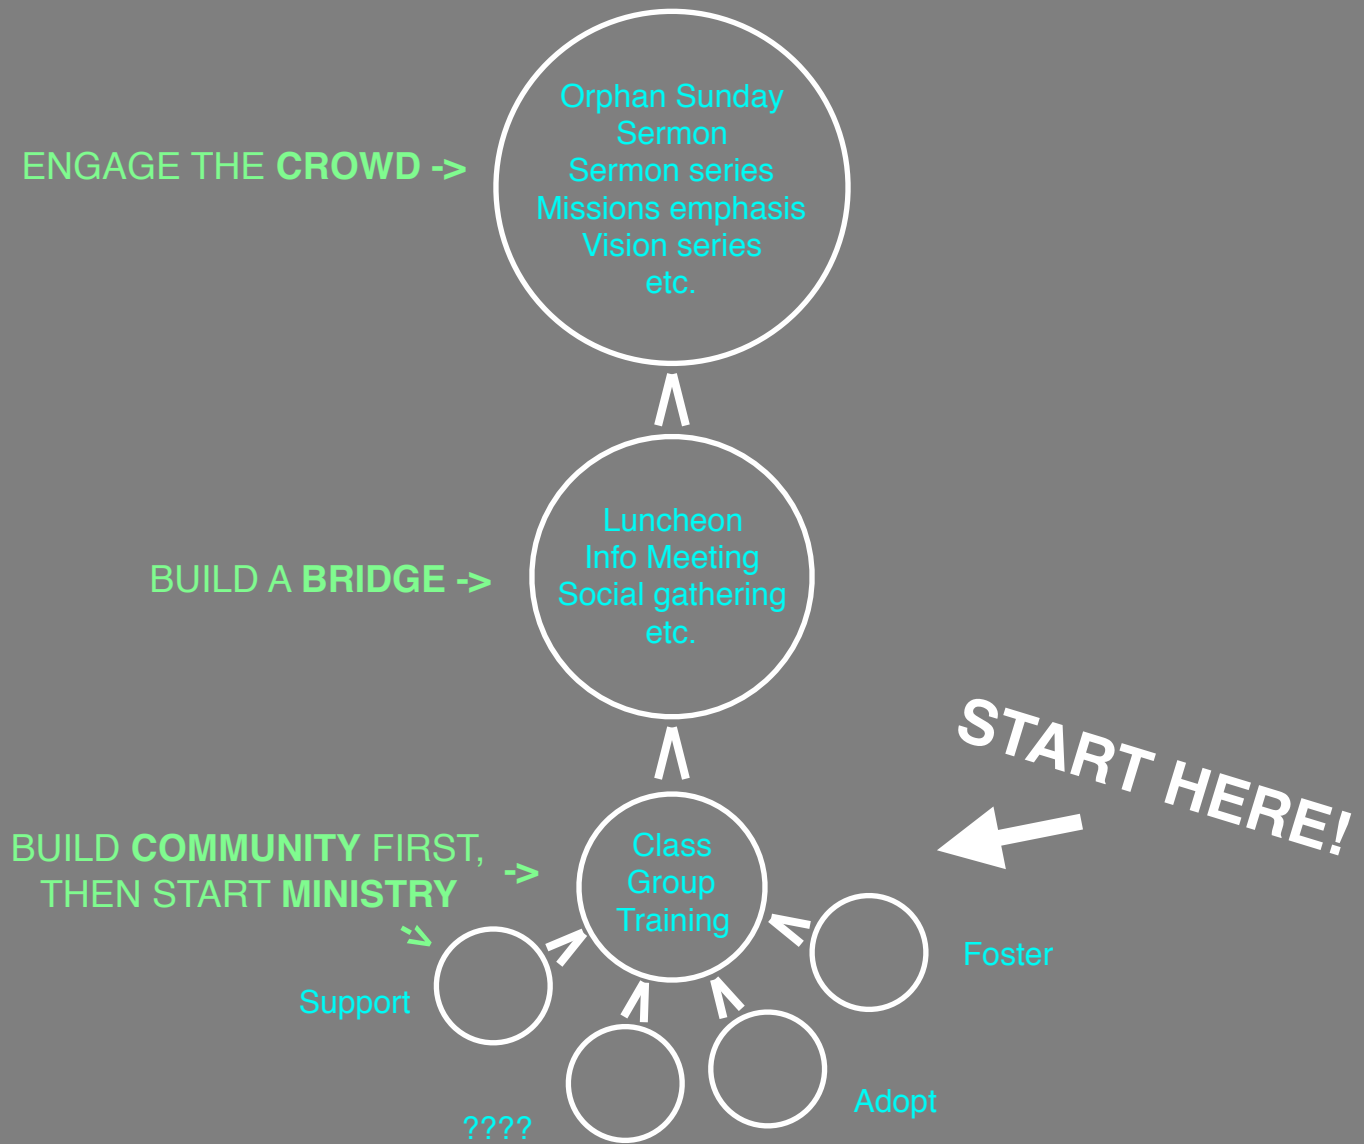 Orphan Sunday
Sermon
ENGAGE THE CROWD ->
Sermon series
Missions emphasis
Vision series
etc.
Luncheon
Info Meeting
BUILD A BRIDGE ->
Social gathering
etc.
START HERE!
BUILD COMMUNITY FIRST,
THEN START MINISTRY
->
->
Class
Group
Training
Support
????
Adopt
Foster